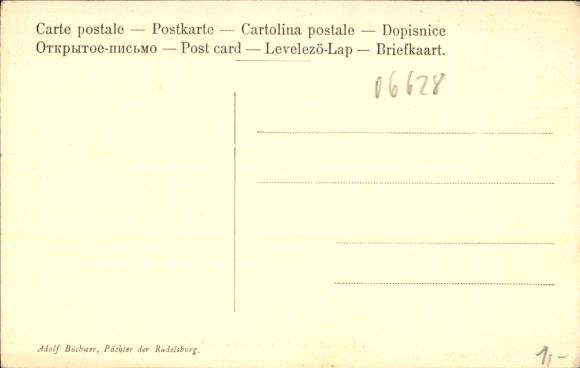 Carte postale — Postkarte — Cartolina postale — Dopisnice
Открытое-письмо — Post card — Levelező-Lap — Briefkaart.
06628
Adolf Büchner, Pächter der Rudelsburg.
1,-